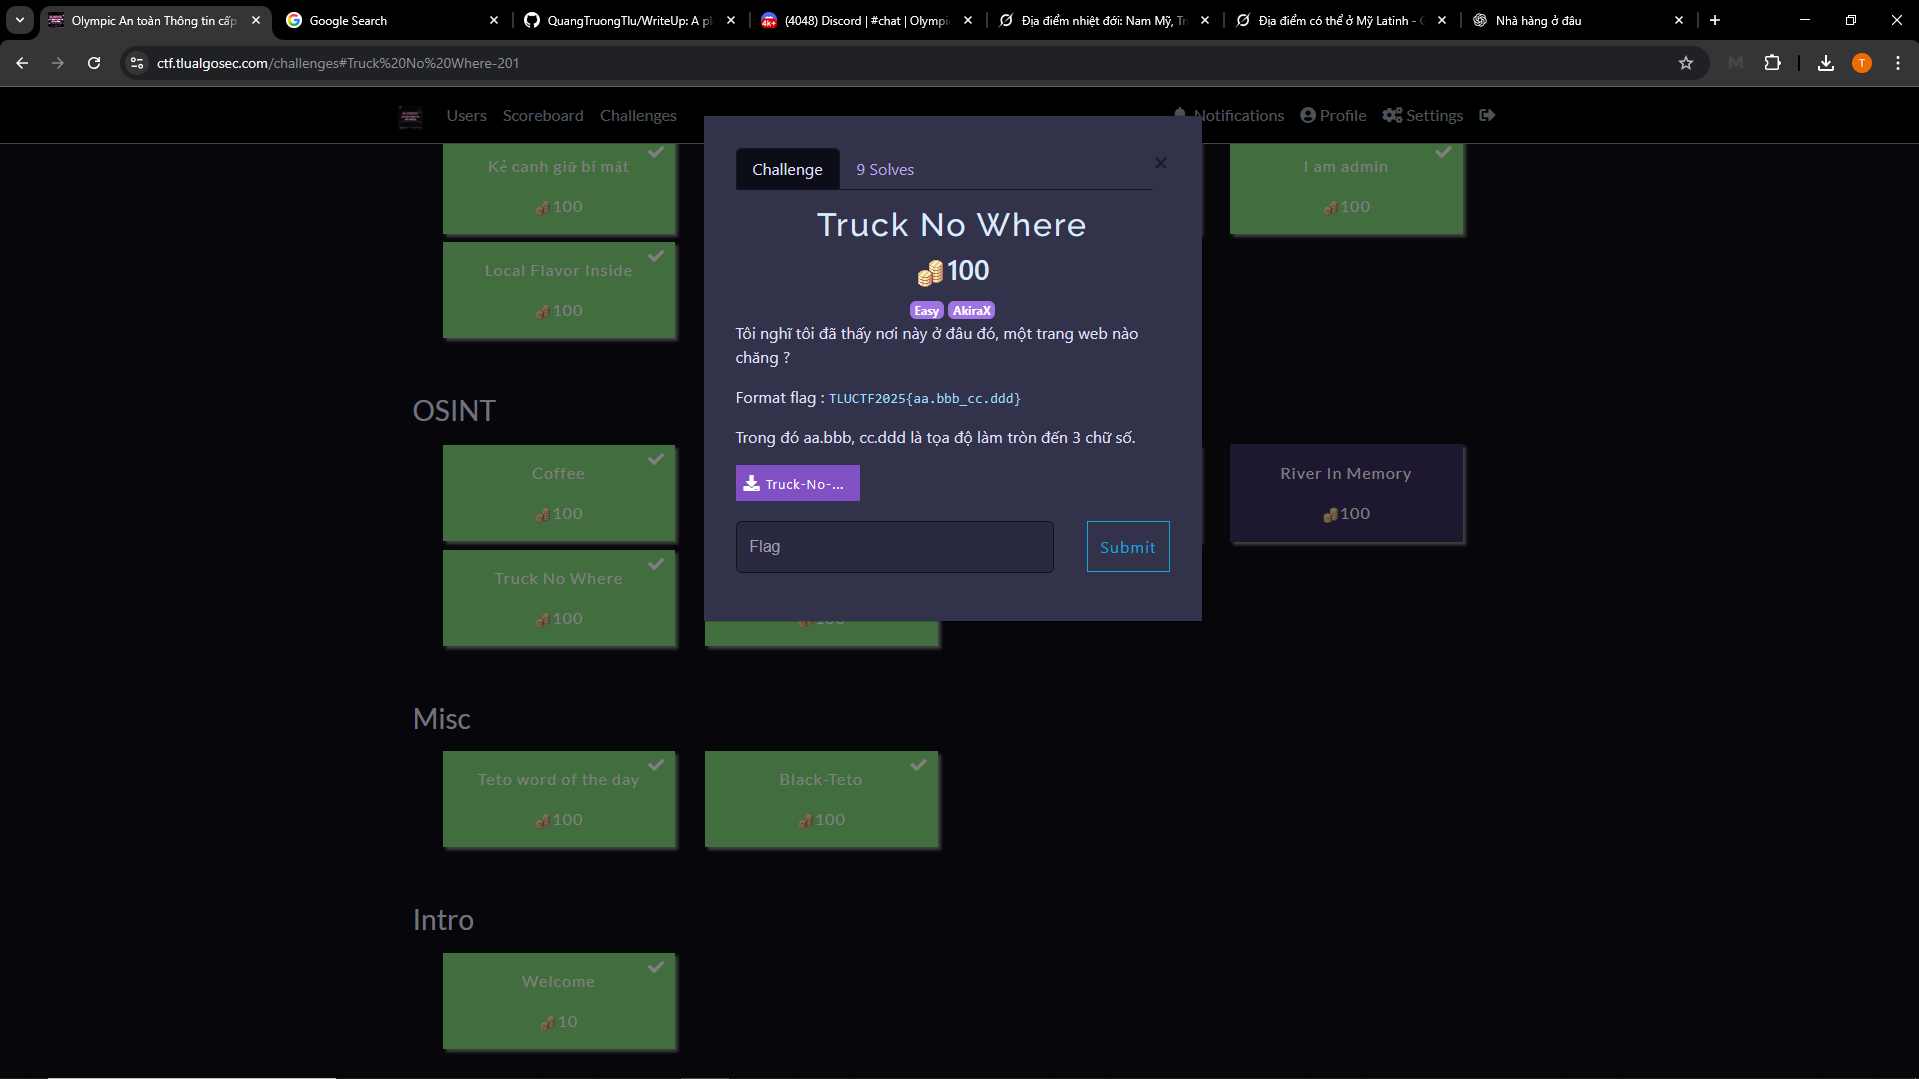 Olympic An toàn Thông tin cấp
Google Search
QuangTruongTlu/WriteUp: A pl
(4048) Discord | #chat | Olympi
Địa điểm nhiệt đới: Nam Mỹ, Tr
Địa điểm có thể ở Mỹ Latinh - G
Nhà hàng ở đâu
ctf.tlualgosec.com/challenges#Truck%20No%20Where-201
T
Users
Scoreboard
Challenges
Notifications
Profile
Settings
Kẻ canh giữ bí mật
100
I am admin
100
Local Flavor Inside
100
Challenge
9 Solves
Truck No Where
100
Easy
AkiraX
Tôi nghĩ tôi đã thấy nơi này ở đâu đó, một trang web nào
chăng ?
Format flag : TLUCTF2025{aa.bbb_cc.ddd}
Trong đó aa.bbb, cc.ddd là tọa độ làm tròn đến 3 chữ số.
Truck-No-...
Flag
Submit
OSINT
Coffee
100
River In Memory
100
Truck No Where
100
Misc
Teto word of the day
100
Black-Teto
100
Intro
Welcome
10